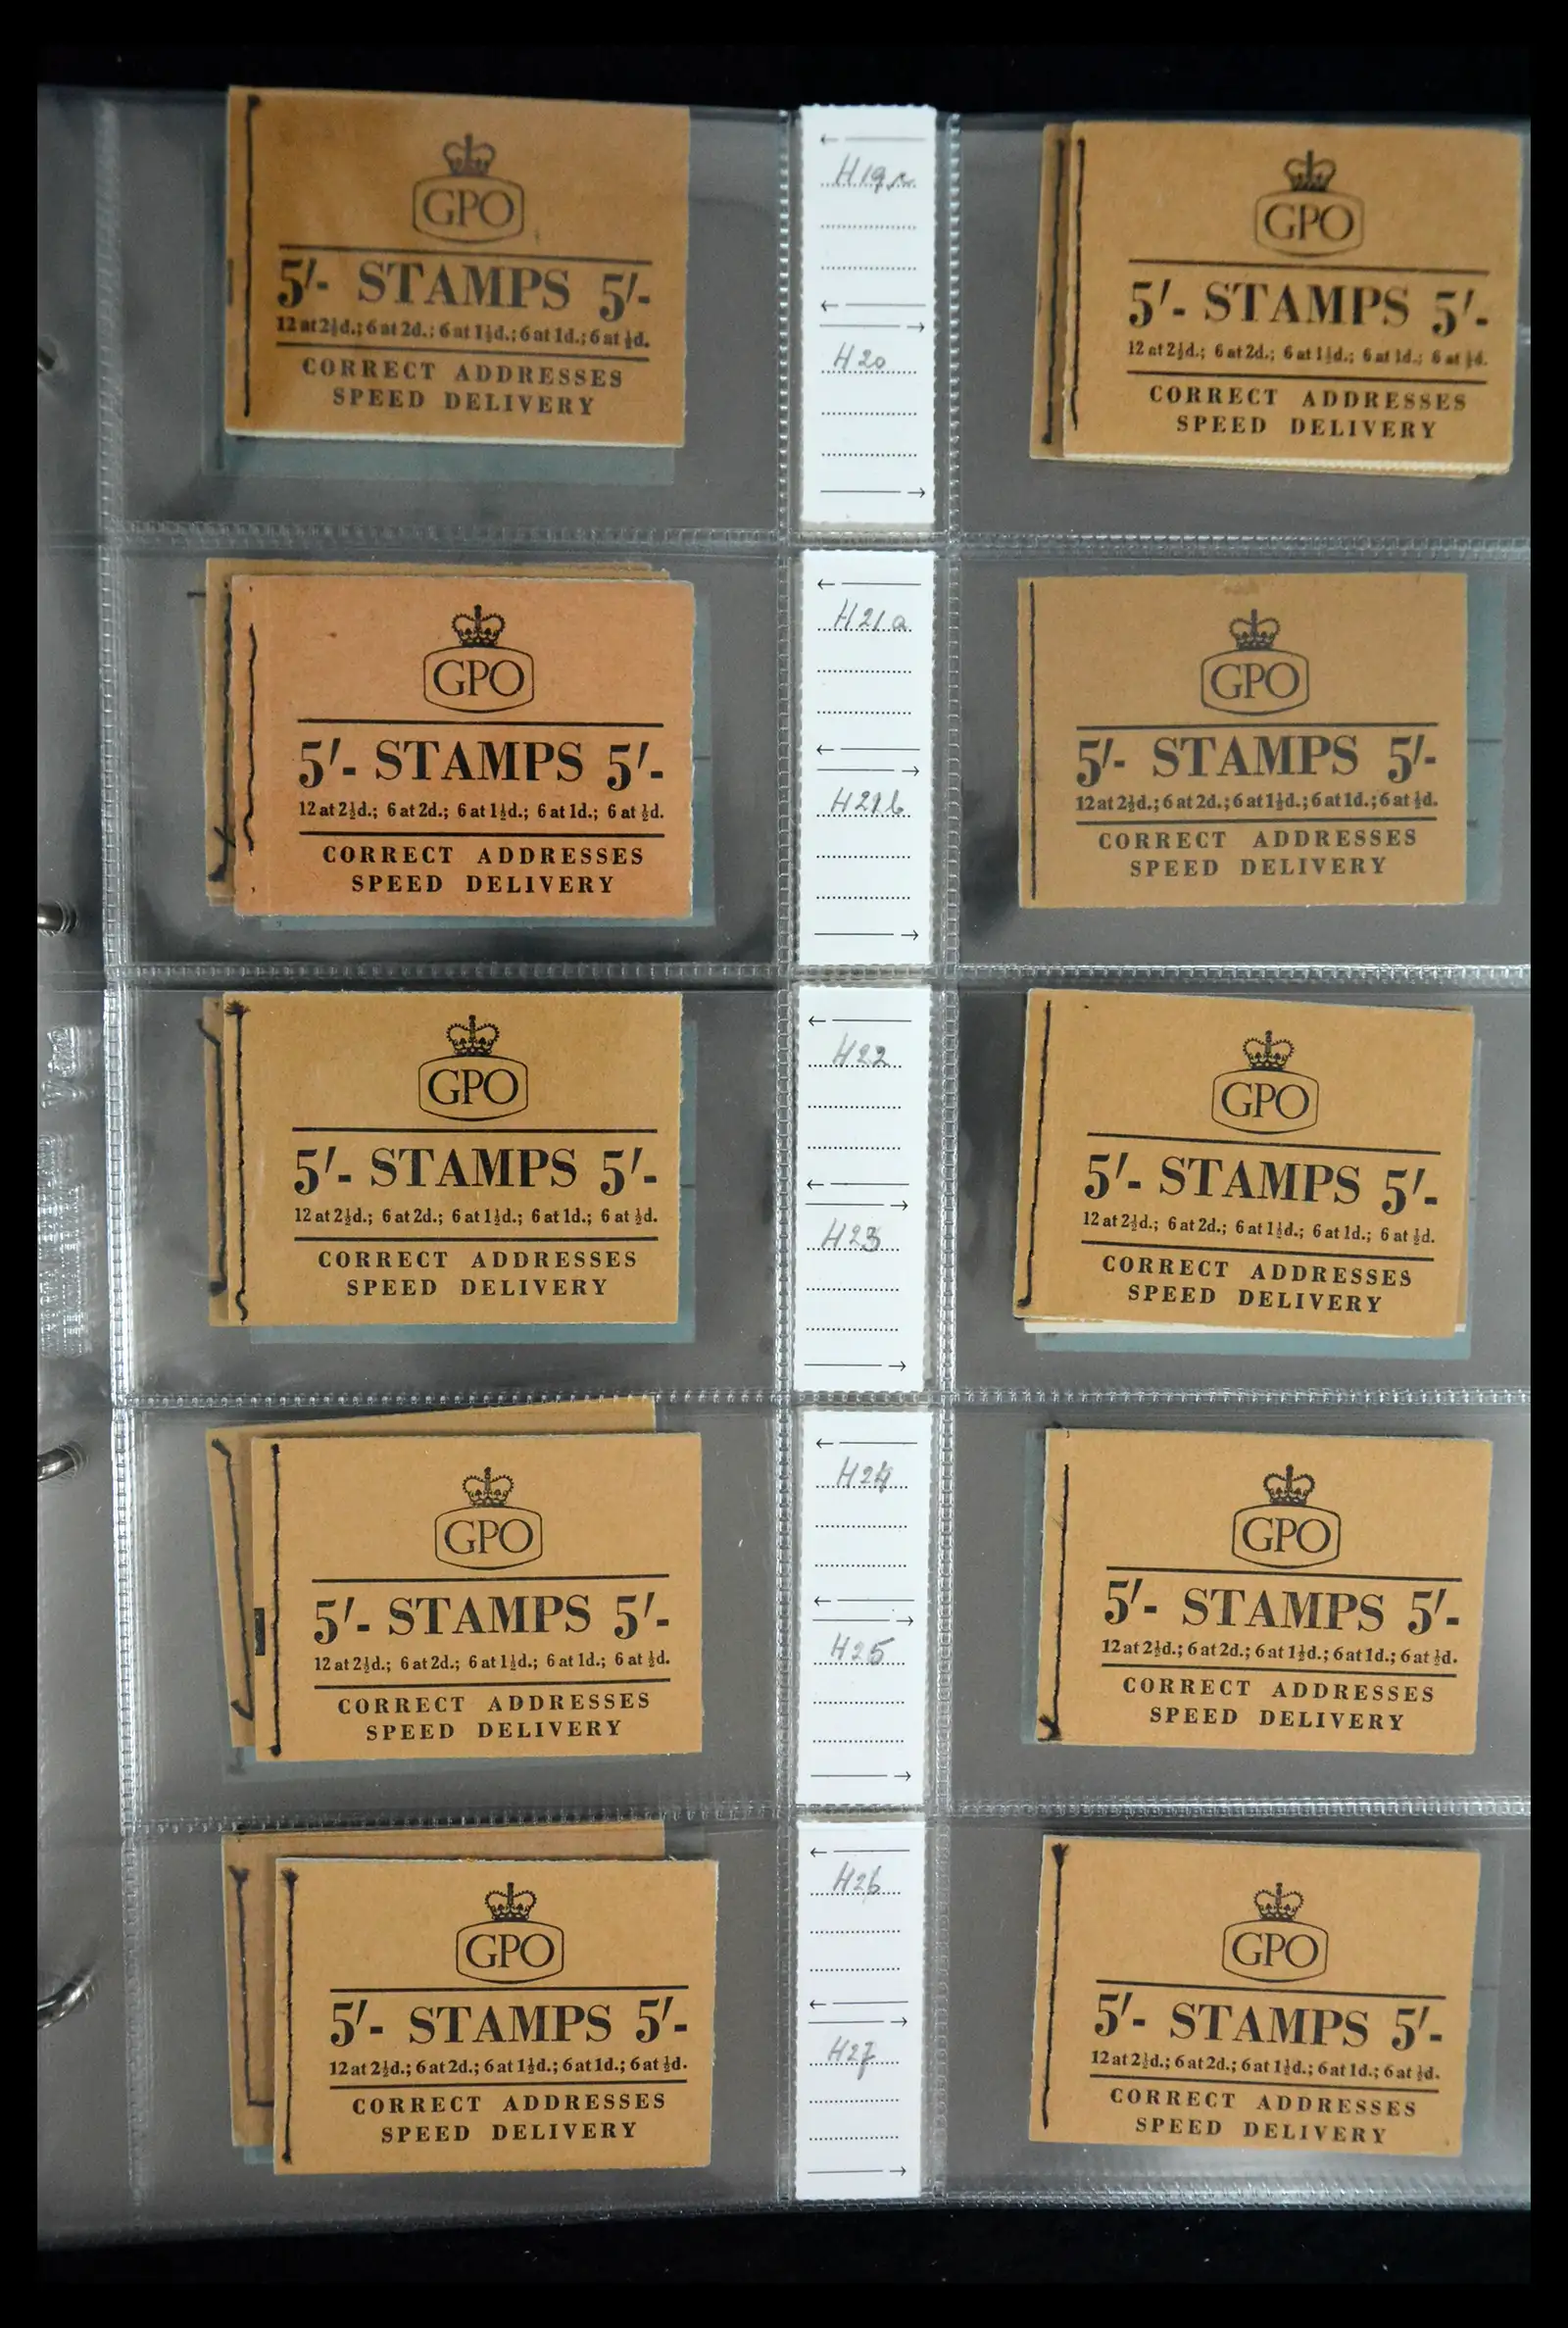 GPO
5/- STAMPS 5/-
12 at 2½d.; 6 at 2d.; 6 at 1½d.; 6 at 1d.; 6 at ½d.
CORRECT ADDRESSES
SPEED DELIVERY
H20
GPO
5/- STAMPS 5/-
12 at 2½d.; 6 at 2d.; 6 at 1½d.; 6 at 1d.; 6 at ½d.
CORRECT ADDRESSES
SPEED DELIVERY
GPO
5/- STAMPS 5/-
12 at 2½d.; 6 at 2d.; 6 at 1½d.; 6 at 1d.; 6 at ½d.
CORRECT ADDRESSES
SPEED DELIVERY
H21a
H21b
GPO
5/- STAMPS 5/-
12 at 2½d.; 6 at 2d.; 6 at 1½d.; 6 at 1d.; 6 at ½d.
CORRECT ADDRESSES
SPEED DELIVERY
GPO
5/- STAMPS 5/-
12 at 2½d.; 6 at 2d.; 6 at 1½d.; 6 at 1d.; 6 at ½d.
CORRECT ADDRESSES
SPEED DELIVERY
H22
H23
GPO
5/- STAMPS 5/-
12 at 2½d.; 6 at 2d.; 6 at 1½d.; 6 at 1d.; 6 at ½d.
CORRECT ADDRESSES
SPEED DELIVERY
GPO
5/- STAMPS 5/-
12 at 2½d.; 6 at 2d.; 6 at 1½d.; 6 at 1d.; 6 at ½d.
CORRECT ADDRESSES
SPEED DELIVERY
H24
H25
GPO
5/- STAMPS 5/-
12 at 2½d.; 6 at 2d.; 6 at 1½d.; 6 at 1d.; 6 at ½d.
CORRECT ADDRESSES
SPEED DELIVERY
GPO
5/- STAMPS 5/-
12 at 2½d.; 6 at 2d.; 6 at 1½d.; 6 at 1d.; 6 at ½d.
CORRECT ADDRESSES
SPEED DELIVERY
H26
H27
GPO
5/- STAMPS 5/-
12 at 2½d.; 6 at 2d.; 6 at 1½d.; 6 at 1d.; 6 at ½d.
CORRECT ADDRESSES
SPEED DELIVERY